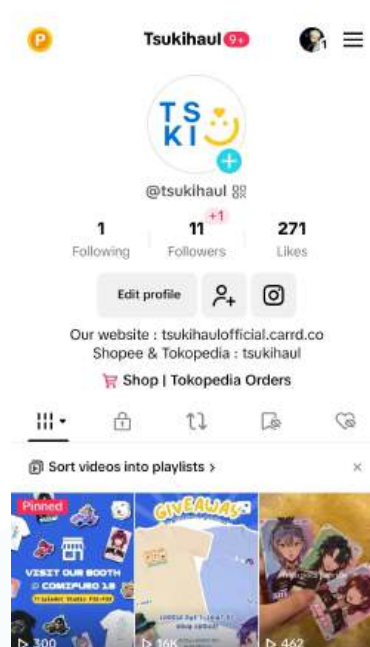 P
Tsukihaul 9+
1
TS
KI
@tsukihaul
+1
1 11 271
Following Followers Likes
Edit profile
Our website : tsukihaulofficial.carrd.co
Shopee & Tokopedia : tsukihaul
Shop | Tokopedia Orders
Sort videos into playlists >
Pinned
VISIT OUR BOOTH
@ COMIFURO 18
GIVEAWAY
300
16K
462